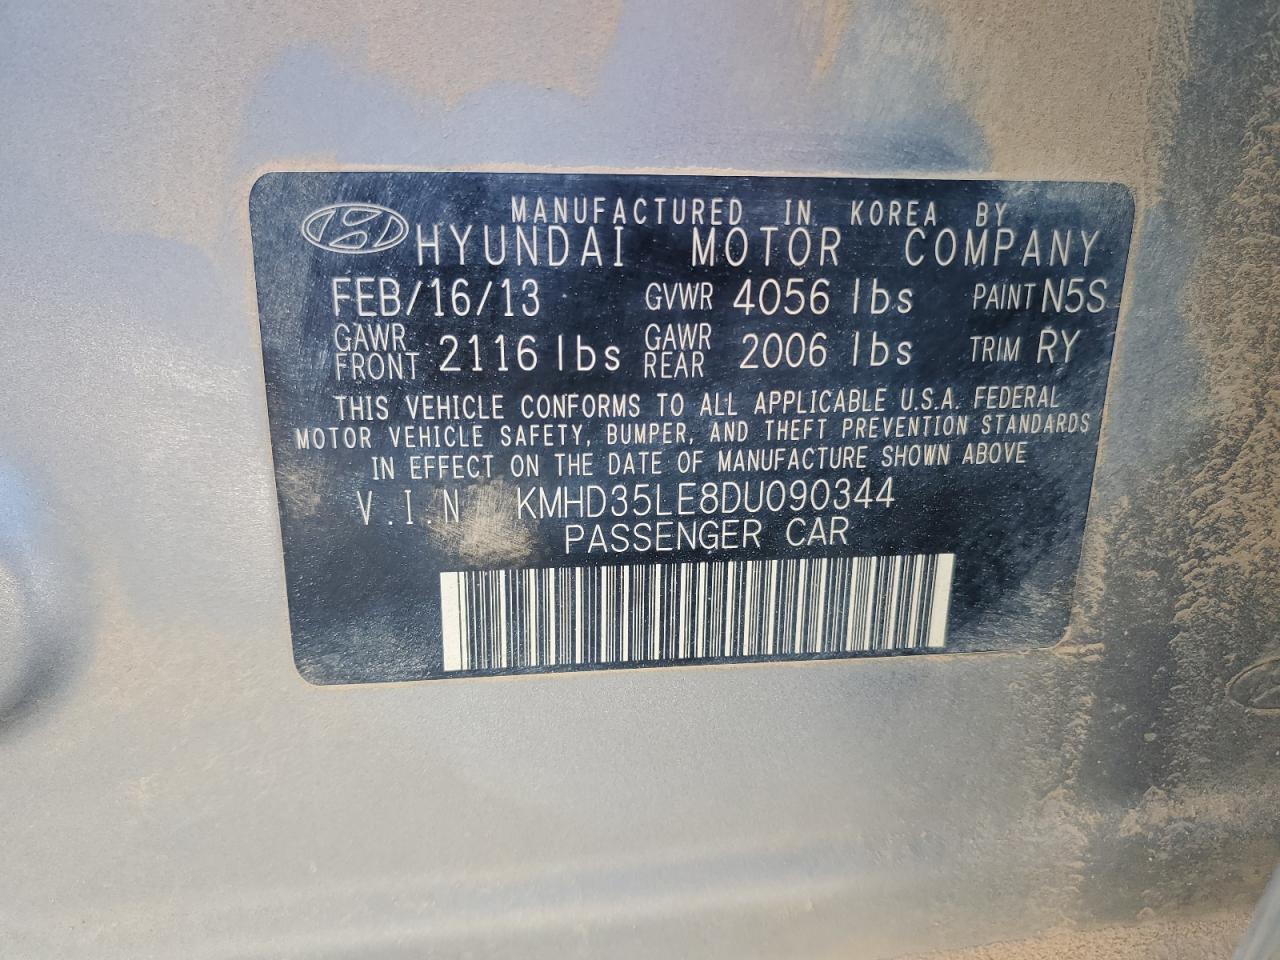 MANUFACTURED IN KOREA BY
HYUNDAI MOTOR COMPANY
FEB/16/13 GVWR 4056 lbs PAINT N5S
GAWR FRONT 2116 lbs GAWR REAR 2006 lbs TRIM RY
THIS VEHICLE CONFORMS TO ALL APPLICABLE U.S.A. FEDERAL
MOTOR VEHICLE SAFETY, BUMPER, AND THEFT PREVENTION STANDARDS
IN EFFECT ON THE DATE OF MANUFACTURE SHOWN ABOVE
V.I.N KMHD35LE8DU090344
PASSENGER CAR